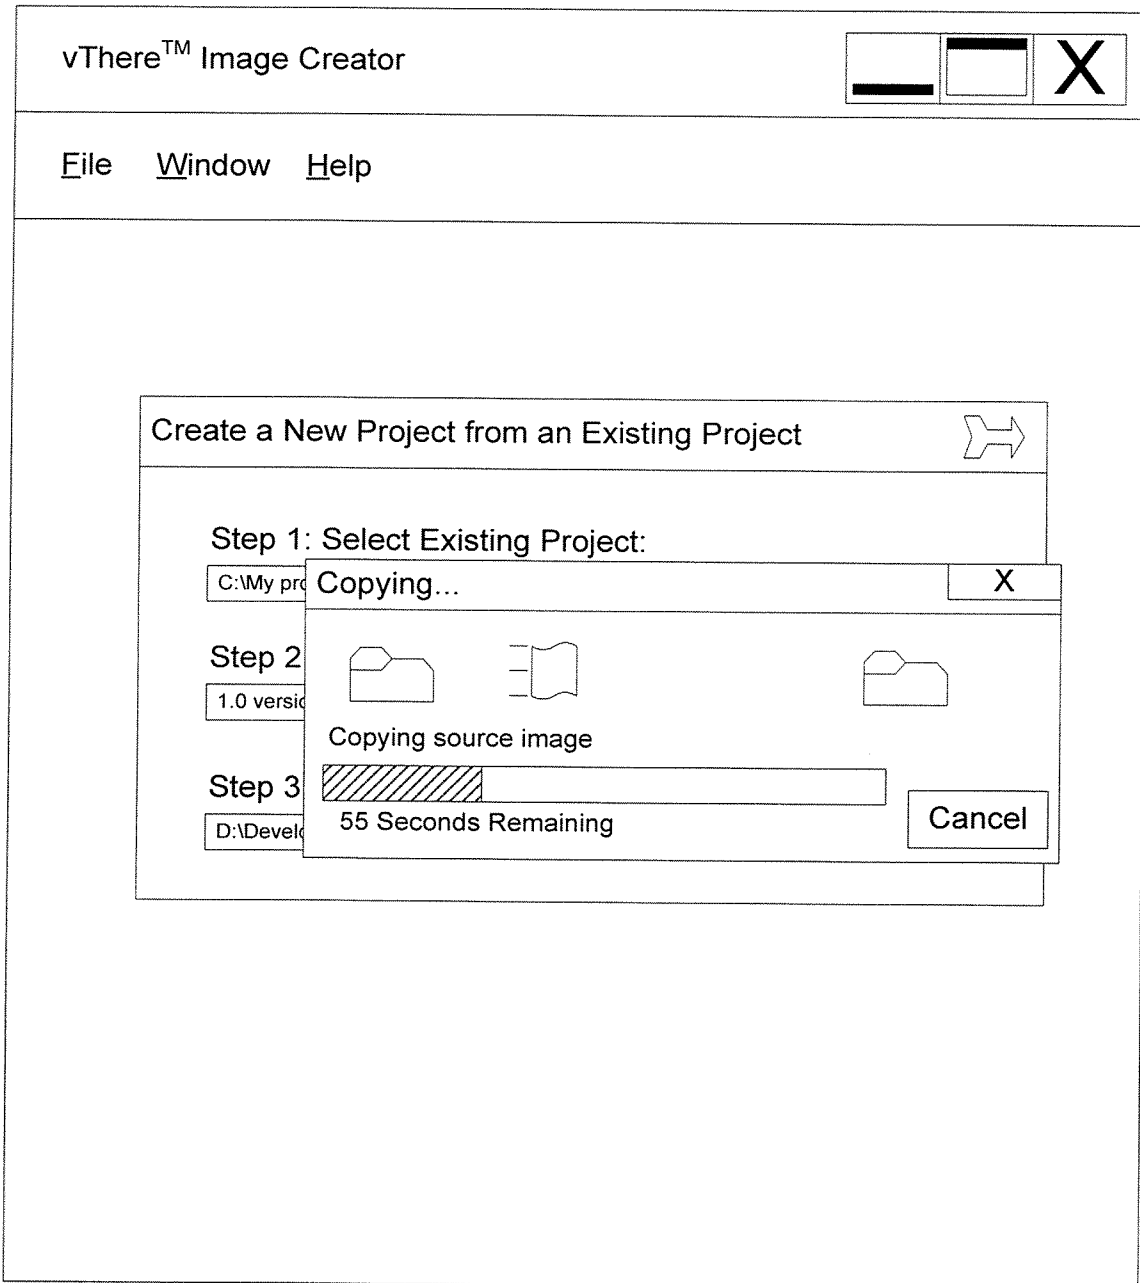 vThere™ Image Creator
X
File Window Help
Create a New Project from an Existing Project
Step 1: Select Existing Project:
C:\My pro
Copying...
X
Step 2
1.0 versio
Copying source image
Step 3
D:\Develo
55 Seconds Remaining
Cancel